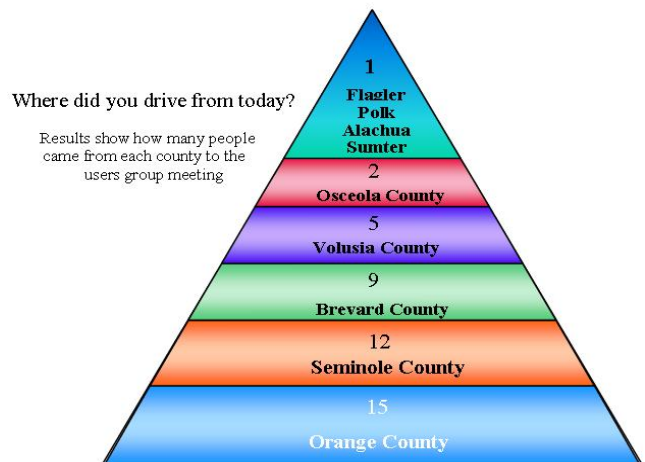 Where did you drive from today?
Results show how many people
came from each county to the
users group meeting
1
Flagler
Polk
Alachua
Sumter
2
Osceola County
5
Volusia County
9
Brevard County
12
Seminole County
15
Orange County